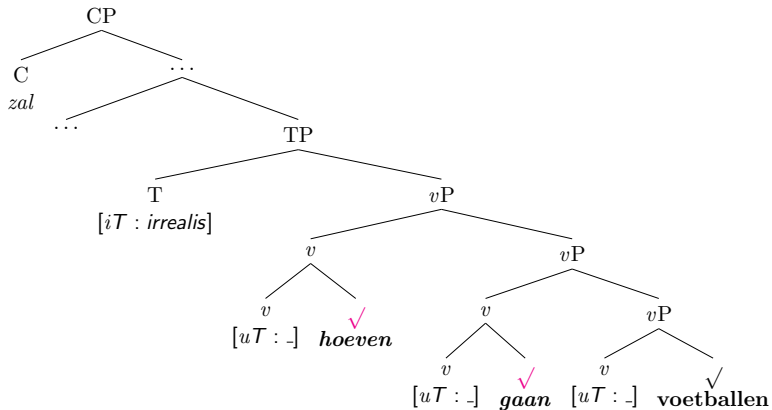 CP
C
...
zal
...
TP
T
vP
[iT : irrealis]
v
vP
v
√
v
vP
[uT : _]
hoeven
v
√
v
√
[uT : _]
gaan
[uT : _]
voetballen